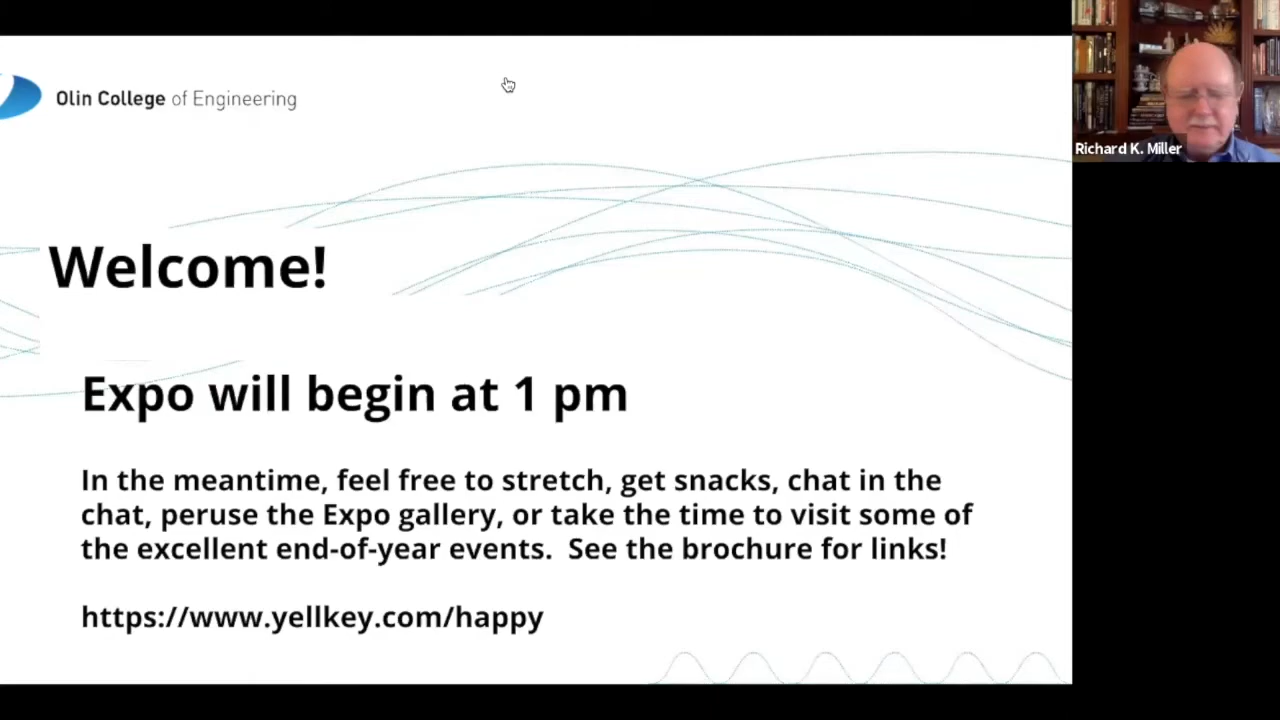 Olin College of Engineering
Richard K. Miller
Welcome!
Expo will begin at 1 pm
In the meantime, feel free to stretch, get snacks, chat in the
chat, peruse the Expo gallery, or take the time to visit some of
the excellent end-of-year events.  See the brochure for links!
https://www.yellkey.com/happy